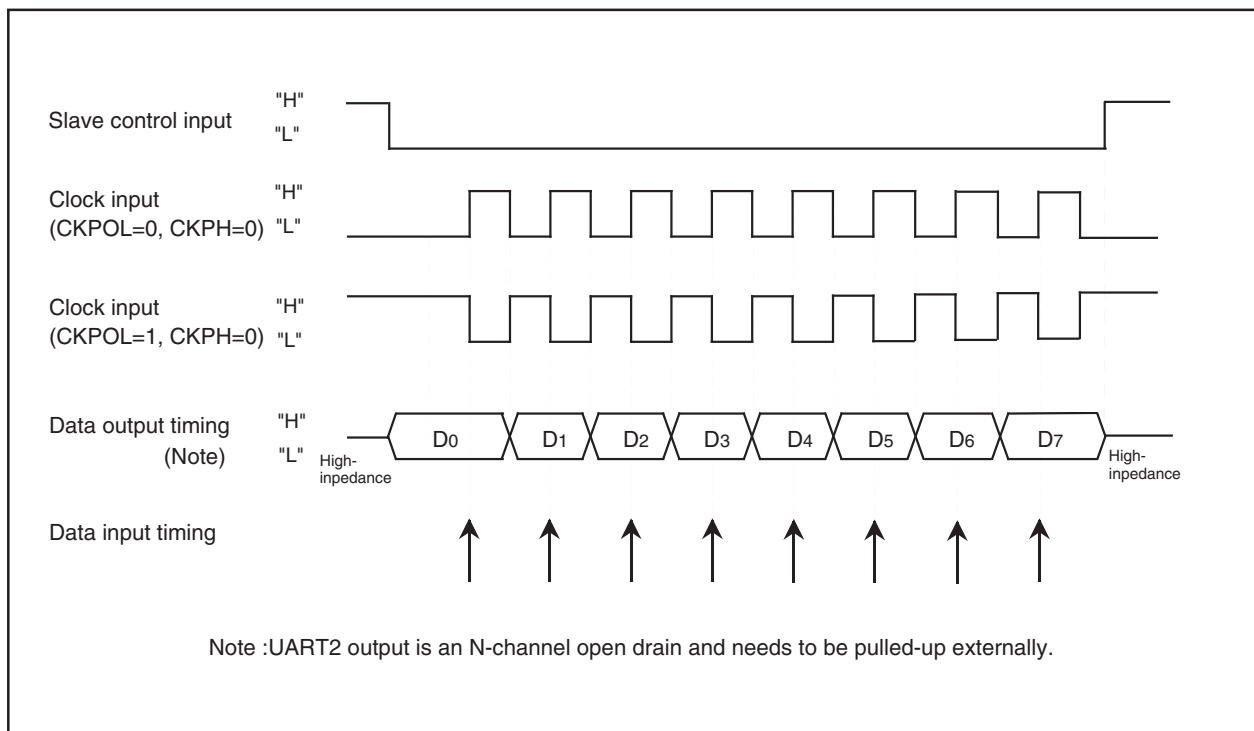 Slave control input
"H"
"L"
Clock input
(CKPOL=0, CKPH=0)
"H"
"L"
Clock input
(CKPOL=1, CKPH=0)
"H"
"L"
Data output timing
(Note)
"H"
"L"
High-
inpedance
D0
D1
D2
D3
D4
D5
D6
D7
High-
inpedance
Data input timing
Note :UART2 output is an N-channel open drain and needs to be pulled-up externally.